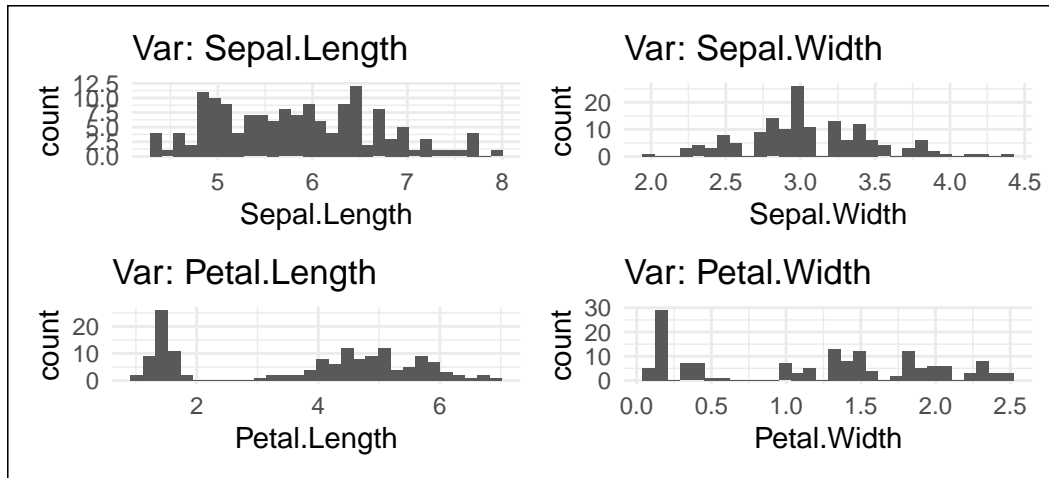 Var: Sepal.Length
count
12.5
10.0
7.5
5.0
2.5
0.0
5 6 7 8
Sepal.Length
Var: Sepal.Width
count
20
10
0
2.0 2.5 3.0 3.5 4.0 4.5
Sepal.Width
Var: Petal.Length
count
20
10
0
2 4 6
Petal.Length
Var: Petal.Width
count
30
20
10
0
0.0 0.5 1.0 1.5 2.0 2.5
Petal.Width